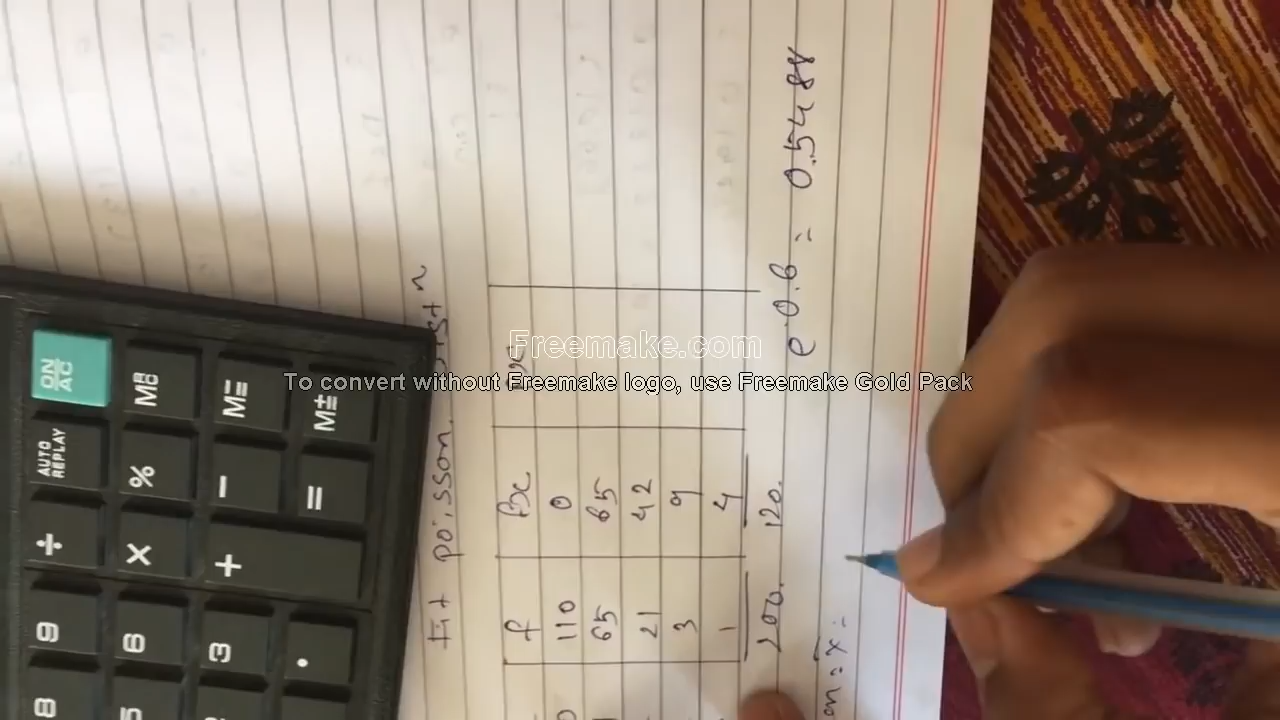 Fit poisson
f fx
110 0
65 65
21 42
3 9
1 4
200. 120.
e-0.6 = 0.5488
x̄ =
Freemake.com
To convert without Freemake logo, use Freemake Gold Pack
ON AC
MRC
M=
M±
AUTO REPLAY
%
-
=
÷
×
+
9
6
3
.
8
5